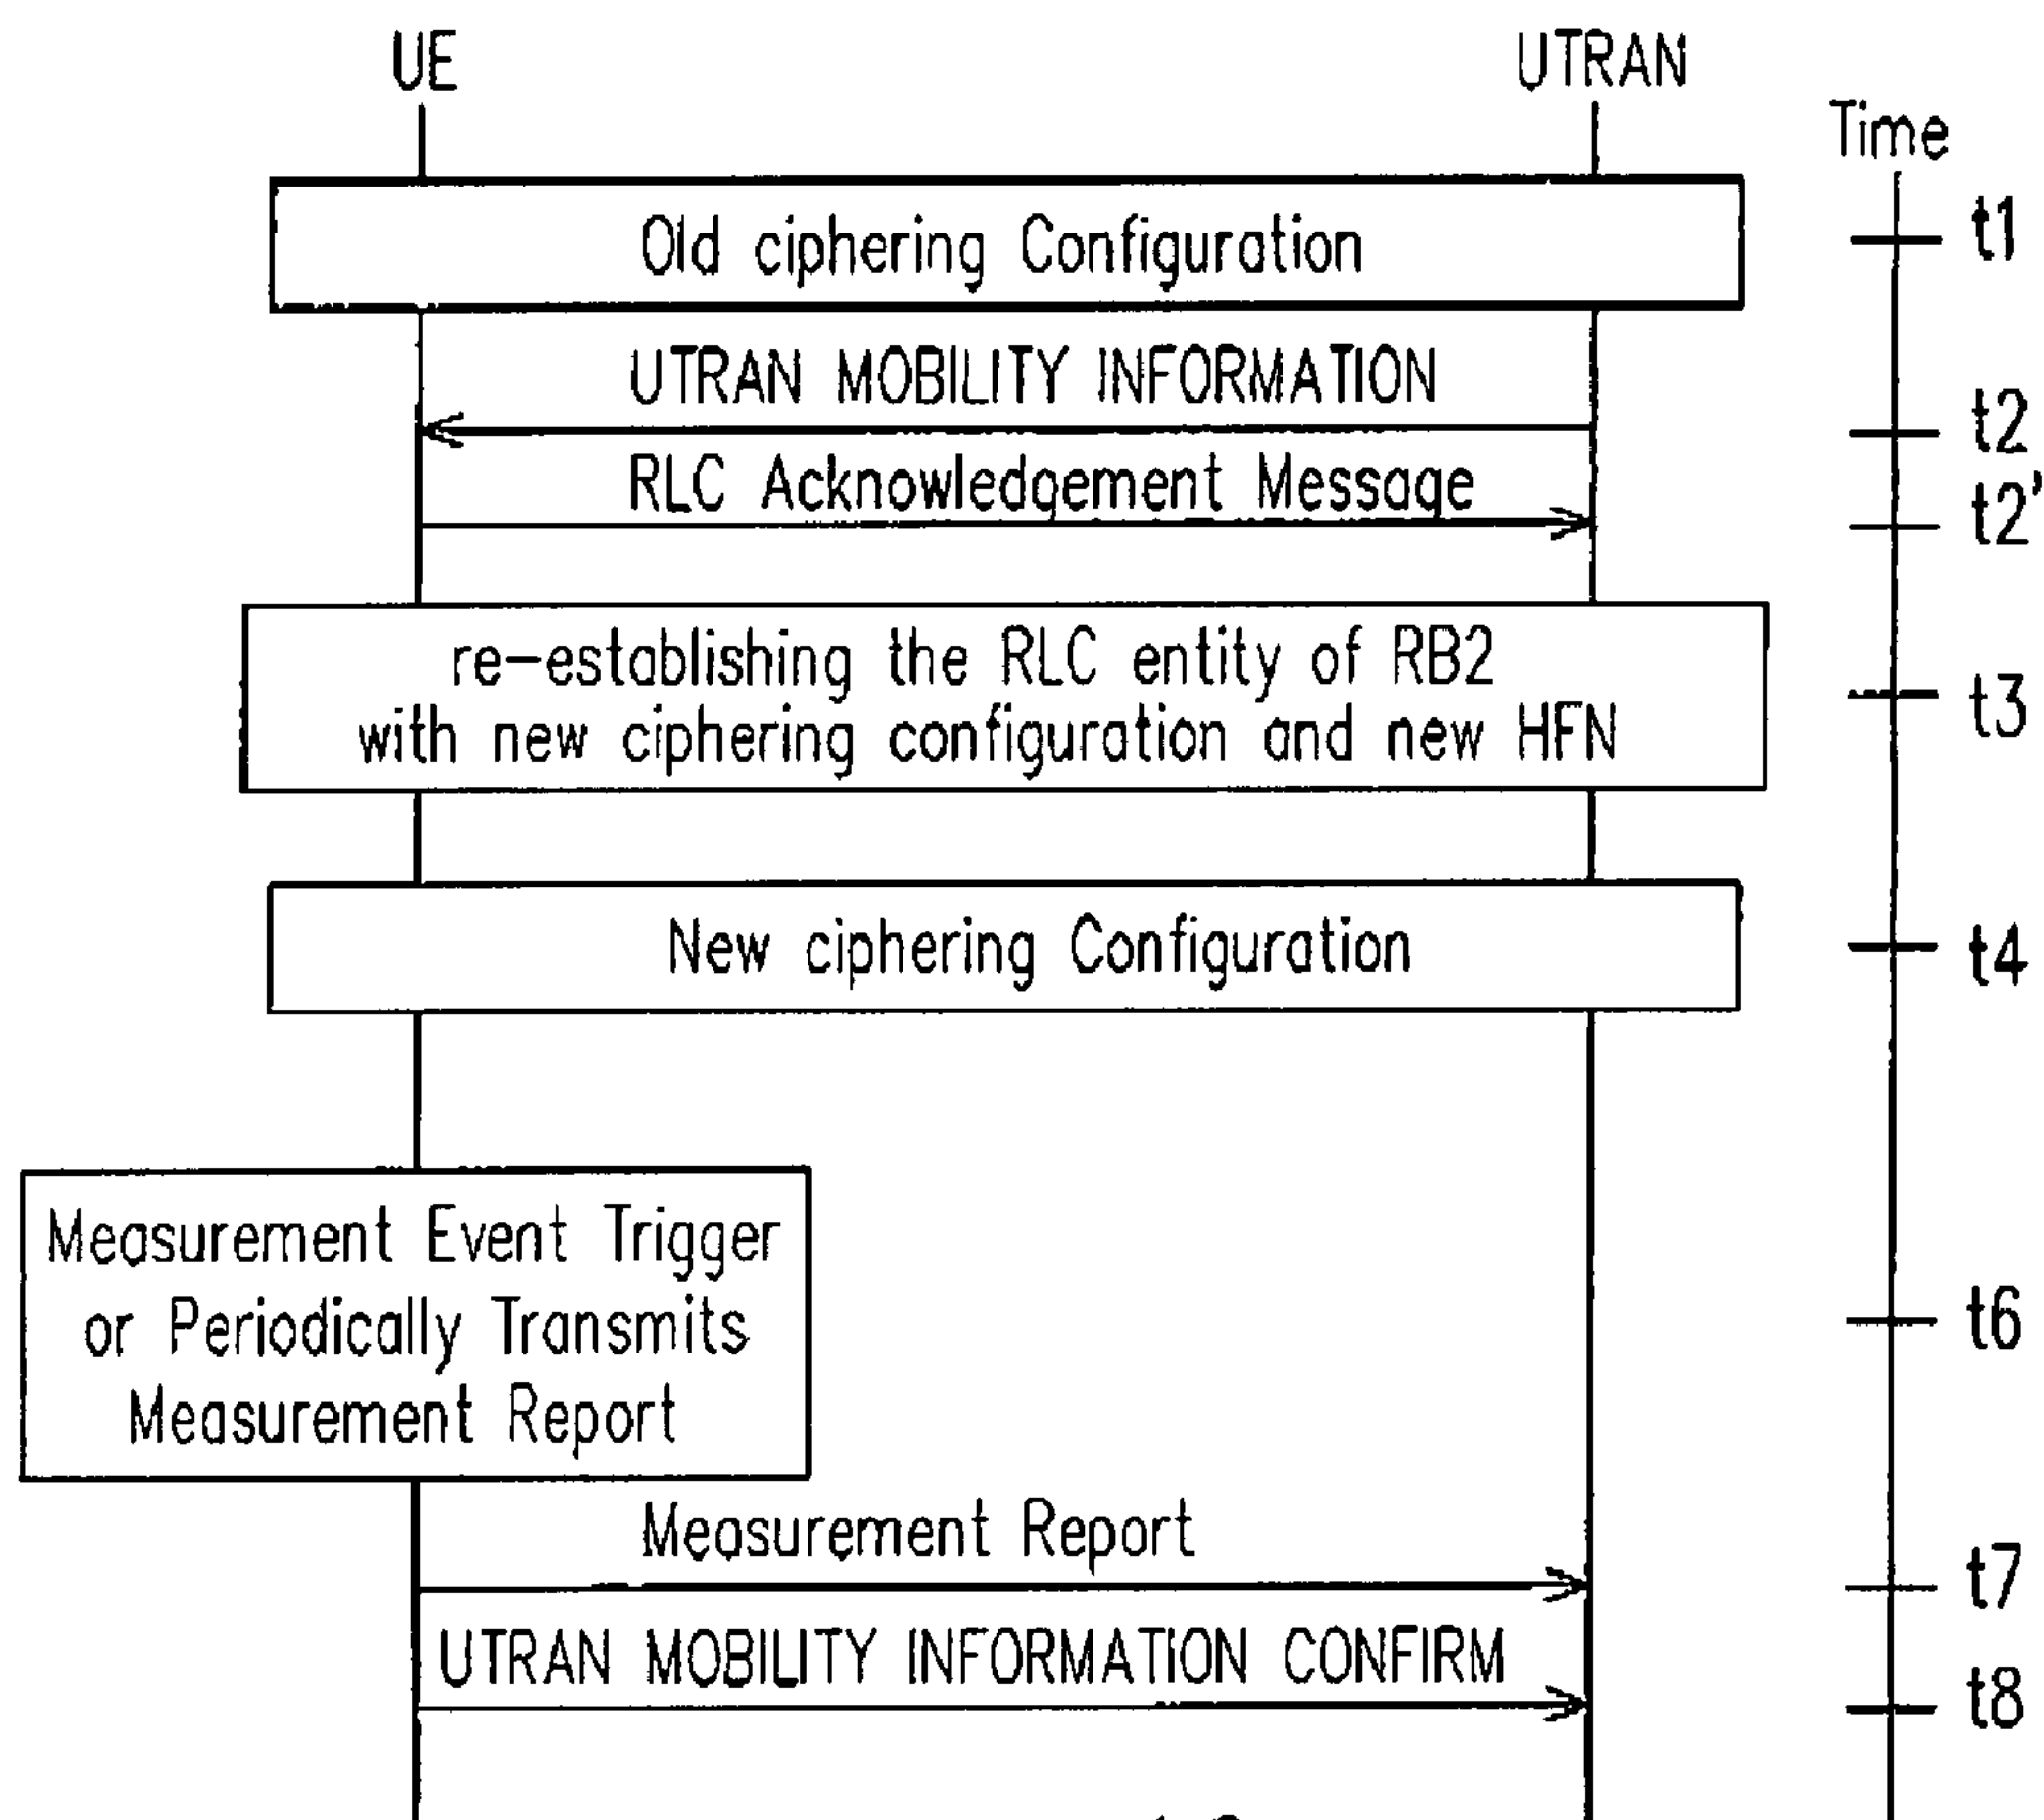 UE
UTRAN
Time
Old ciphering Configuration
t1
UTRAN MOBILITY INFORMATION
t2
RLC Acknowledgement Message
t2'
re-establishing the RLC entity of RB2
with new ciphering configuration and new HFN
t3
New ciphering Configuration
t4
Measurement Event Trigger
or Periodically Transmits
Measurement Report
t6
Measurement Report
t7
UTRAN MOBILITY INFORMATION CONFIRM
t8